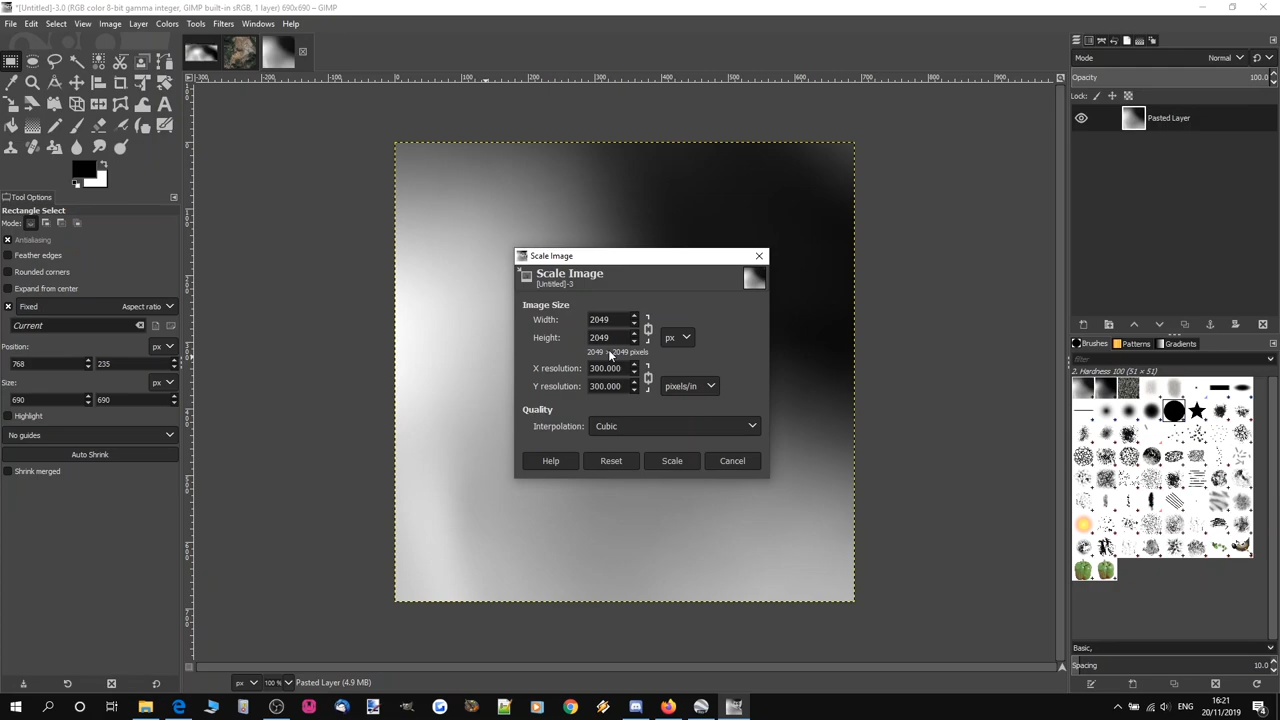 *[Untitled]-3.0 (RGB color 8-bit gamma integer, GIMP built-in sRGB, 1 layer) 690x690 – GIMP
File Edit Select View Image Layer Colors Tools Filters Windows Help
Mode Normal
Opacity 100.0
Lock:
Pasted Layer
Tool Options
Rectangle Select
Mode:
Antialiasing
Feather edges
Rounded corners
Expand from center
Fixed Aspect ratio
Current
Position: px
768 235
Size: px
690 690
Highlight
No guides
Auto Shrink
Shrink merged
Scale Image
Scale Image
[Untitled]-3
Image Size
Width: 2049
Height: 2049 px
2049 × 2049 pixels
X resolution: 300.000
Y resolution: 300.000 pixels/in
Quality
Interpolation: Cubic
Help Reset Scale Cancel
Brushes Patterns Gradients
filter
2. Hardness 100 (51 × 51)
Basic,
Spacing 10.0
px 100 % Pasted Layer (4.9 MB)
ENG
16:21
20/11/2019